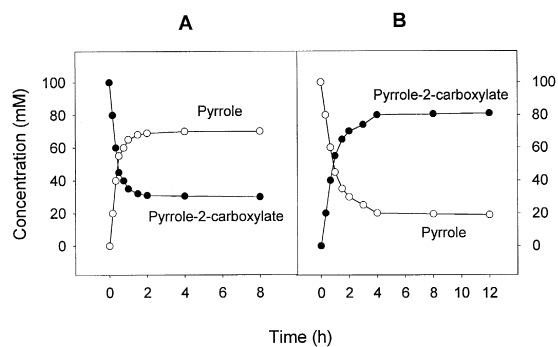 A
B
Concentration (mM)
100
80
60
40
20
0
Pyrrole
Pyrrole-2-carboxylate
0 2 4 6 8
Pyrrole-2-carboxylate
Pyrrole
100
80
60
40
20
0
0 2 4 6 8 10 12
Time (h)